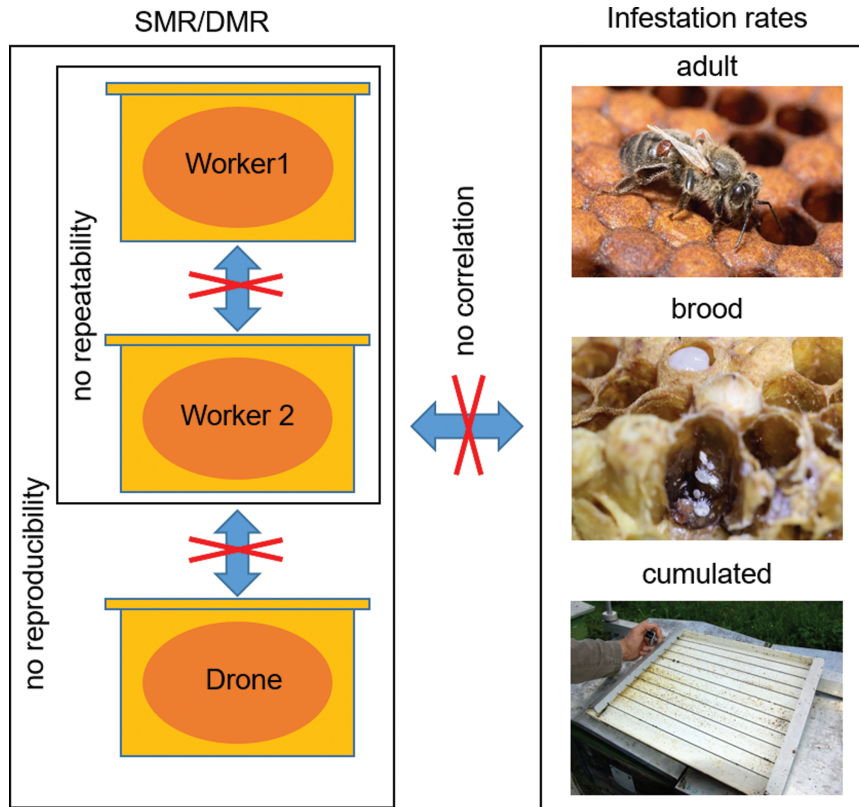 SMR/DMR
Worker1
Worker 2
Drone
no repeatability
no reproducibility
no correlation
Infestation rates
adult
brood
cumulated